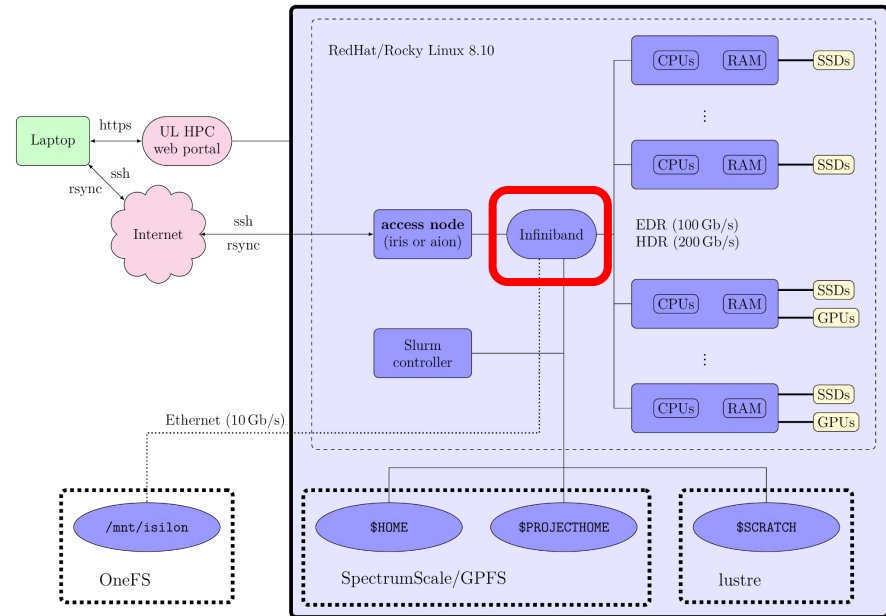 RedHat/Rocky Linux 8.10
CPUs
RAM
SSDs
⋮
https
Laptop
UL HPC
web portal
ssh
rsync
CPUs
RAM
SSDs
Internet
ssh
rsync
access node
(iris or aion)
Infiniband
EDR (100 Gb/s)
HDR (200 Gb/s)
CPUs
RAM
SSDs
GPUs
Slurm
controller
⋮
CPUs
RAM
SSDs
GPUs
Ethernet (10 Gb/s)
/mnt/isilon
$HOME
$PROJECTHOME
$SCRATCH
OneFS
SpectrumScale/GPFS
lustre